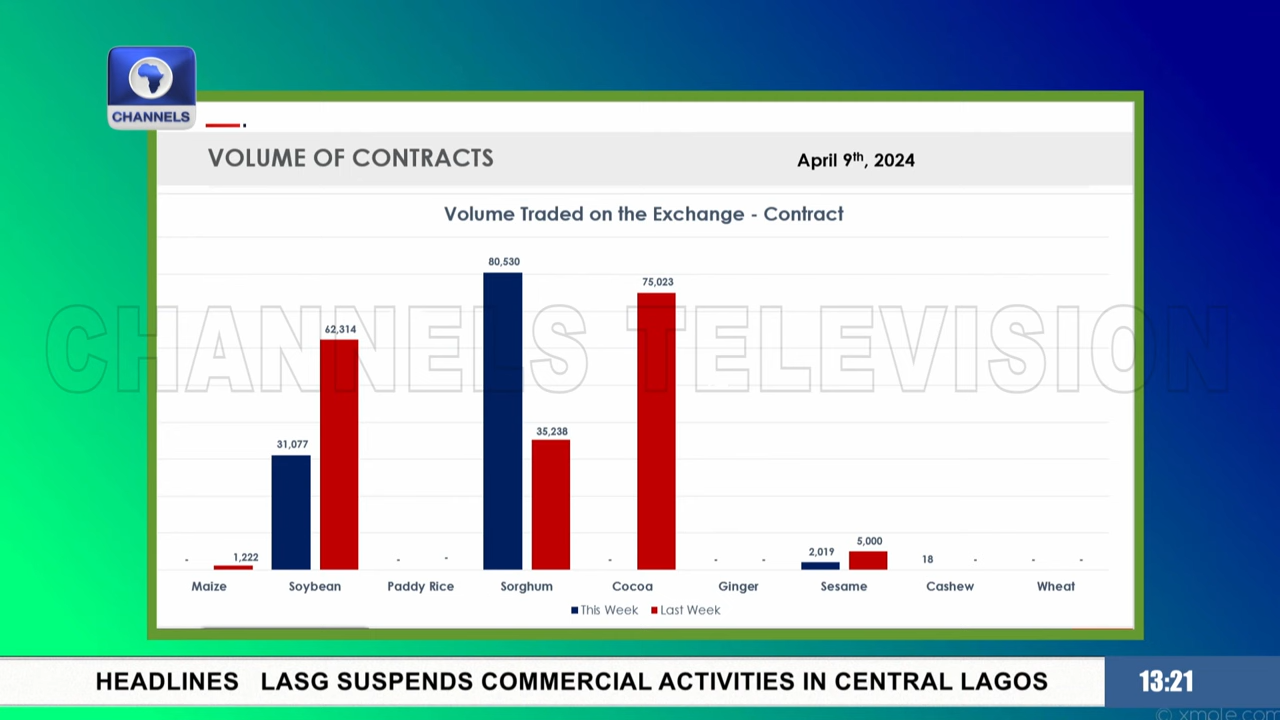 CHANNELS
VOLUME OF CONTRACTS
April 9th, 2024
Volume Traded on the Exchange - Contract
80,530
75,023
62,314
CHANNELS TELEVISION
31,077
35,238
- 1,222
- -
-
- -
2,019
5,000
18 -
- -
Maize Soybean Paddy Rice Sorghum Cocoa Ginger Sesame Cashew Wheat
This Week Last Week
HEADLINES LASG SUSPENDS COMMERCIAL ACTIVITIES IN CENTRAL LAGOS
13:21
© xmple.com